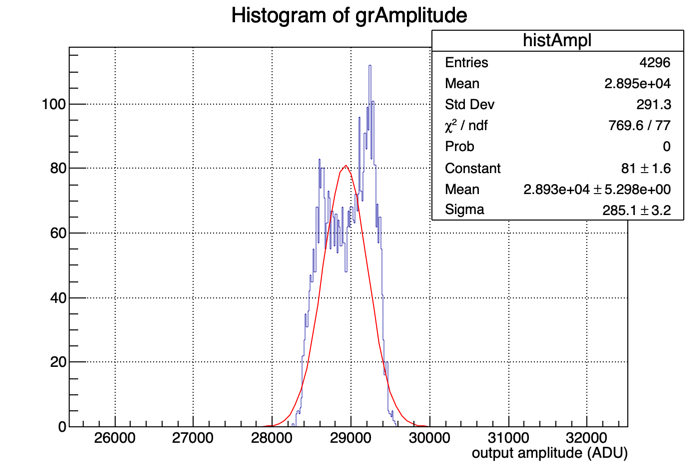 Histogram of grAmplitude
histAmpl
Entries 4296
Mean 2.895e+04
Std Dev 291.3
χ² / ndf 769.6 / 77
Prob 0
Constant 81 ± 1.6
Mean 2.893e+04 ± 5.298e+00
Sigma 285.1 ± 3.2
100
80
60
40
20
0
26000 27000 28000 29000 30000 31000 32000
output amplitude (ADU)